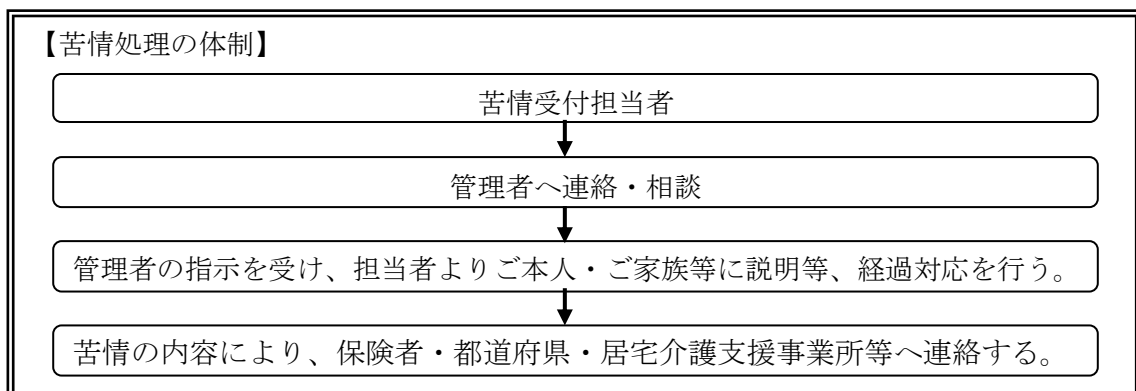 【苦情処理の体制】
苦情受付担当者
管理者へ連絡・相談
管理者の指示を受け、担当者よりご本人・ご家族等に説明等、経過対応を行う。
苦情の内容により、保険者・都道府県・居宅介護支援事業所等へ連絡する。